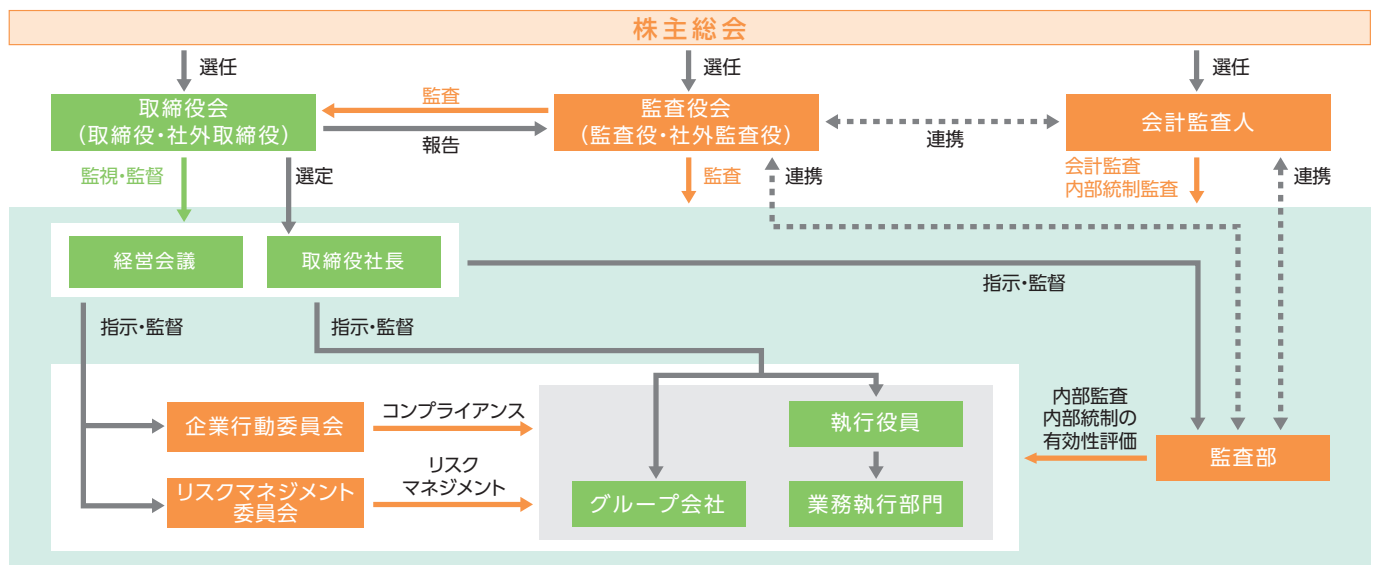 株主総会
選任
選任
選任
取締役会
（取締役・社外取締役）
監査
報告
監査役会
（監査役・社外監査役）
連携
会計監査人
監視・監督
選定
監査
連携
会計監査
内部統制監査
連携
経営会議
取締役社長
指示・監督
指示・監督
指示・監督
企業行動委員会
コンプライアンス
執行役員
内部監査
内部統制の
有効性評価
監査部
リスクマネジメント
委員会
リスク
マネジメント
グループ会社
業務執行部門